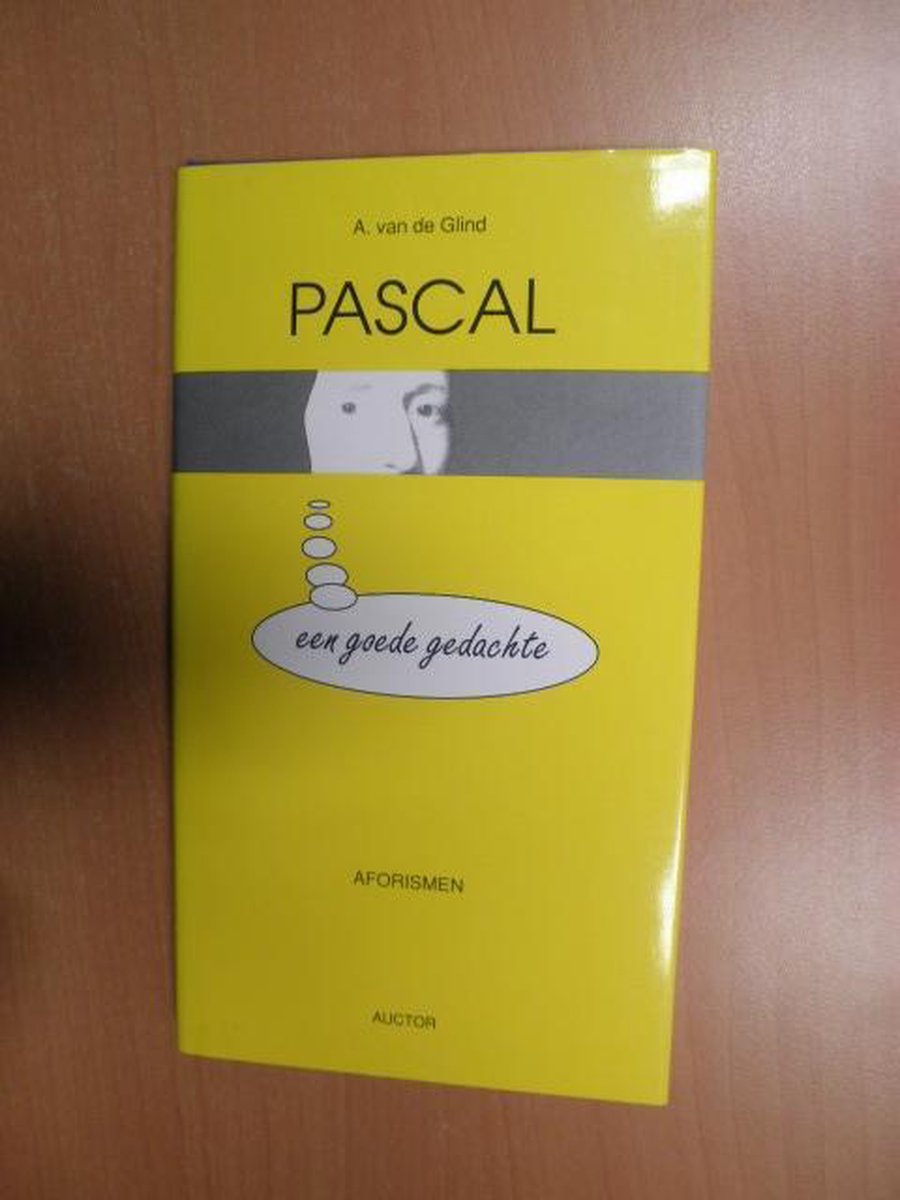 A. van de Glind
PASCAL
een goede gedachte
AFORISMEN
AUCTOR